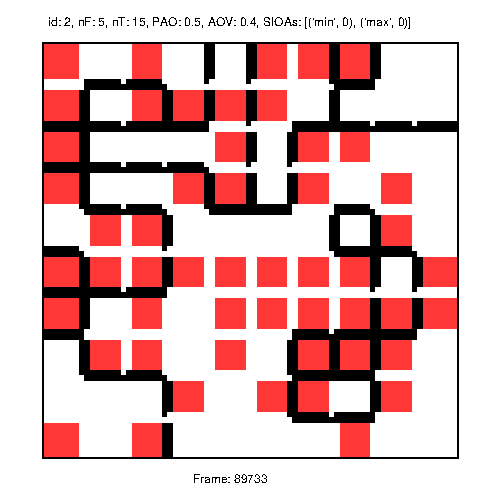 id: 2, nF: 5, nT: 15, PAO: 0.5, AOV: 0.4, SIOAs: [('min', 0), ('max', 0)]
Frame: 89733